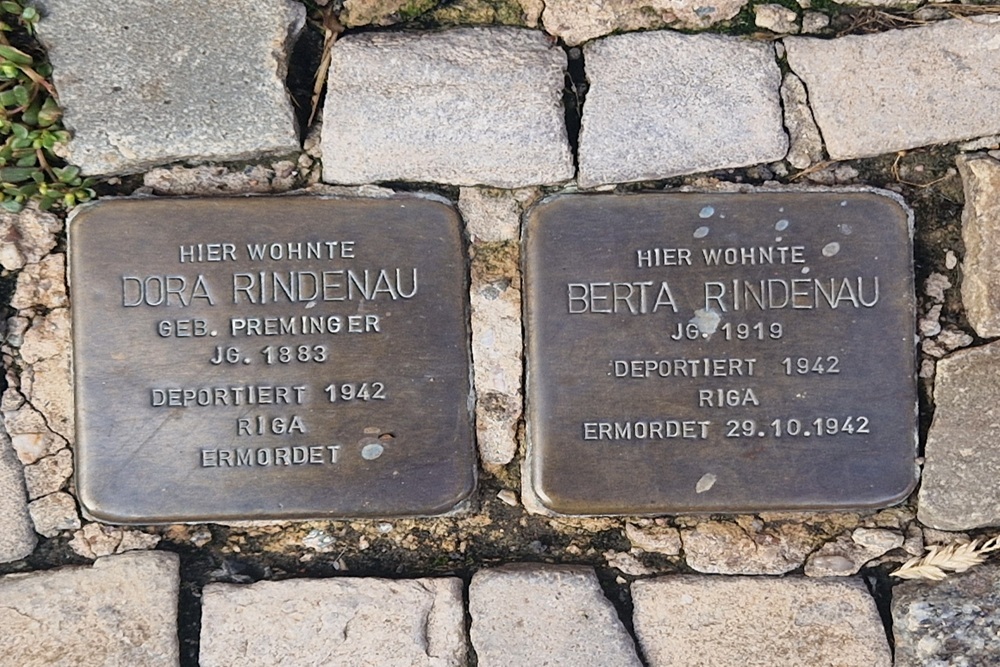 HIER WOHNTE
DORA RINDENAU
GEB. PREMINGER
JG. 1883
DEPORTIERT 1942
RIGA
ERMORDET
HIER WOHNTE
BERTA RINDENAU
JG. 1919
DEPORTIERT 1942
RIGA
ERMORDET 29.10.1942